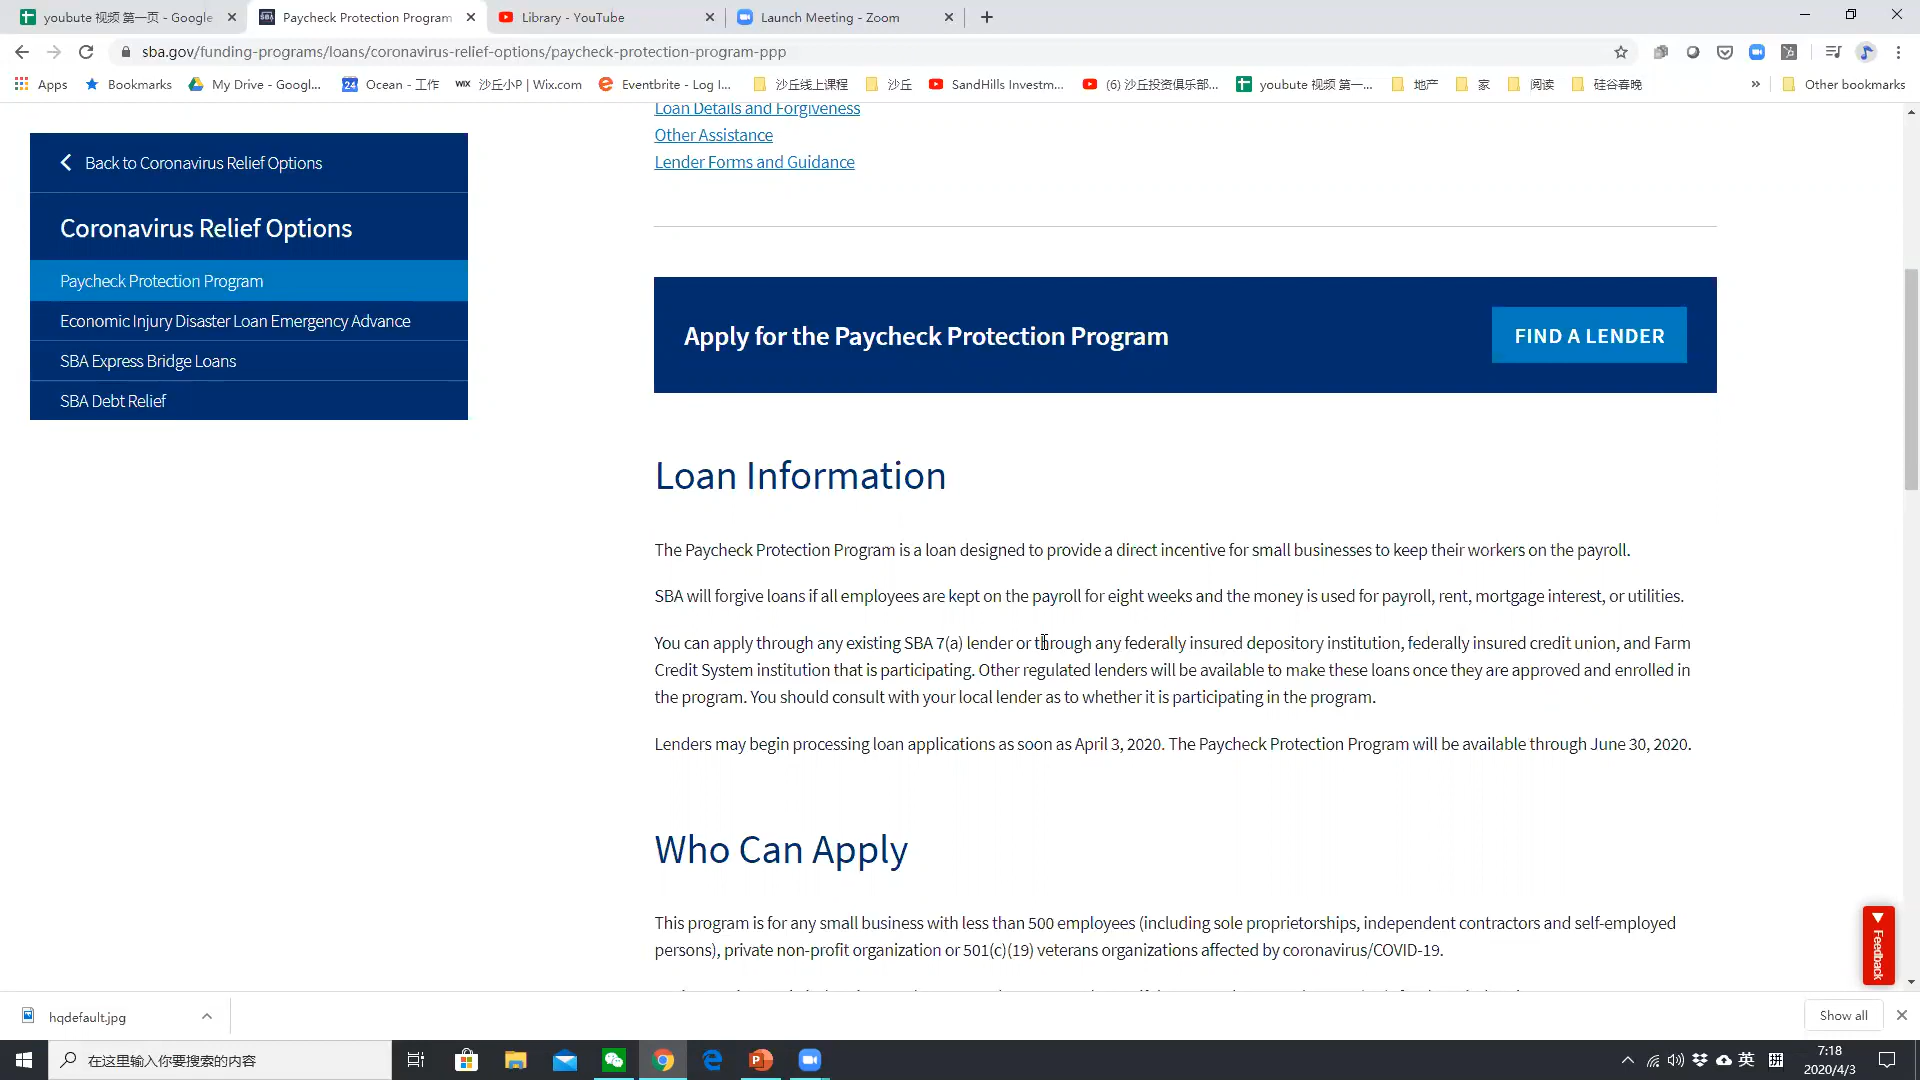 youbute 视频 第一页 - Google
Paycheck Protection Program
Library - YouTube
Launch Meeting - Zoom
sba.gov/funding-programs/loans/coronavirus-relief-options/paycheck-protection-program-ppp
Apps
Bookmarks
My Drive - Googl...
24
Ocean - 工作
WIX
沙丘小P | Wix.com
Eventbrite - Log I...
沙丘线上课程
沙丘
SandHills Investm...
(6) 沙丘投资俱乐部...
youbute 视频 第一...
地产
家
阅读
硅谷春晚
»
Other bookmarks
Loan Details and Forgiveness
Other Assistance
Lender Forms and Guidance
Back to Coronavirus Relief Options
Coronavirus Relief Options
Paycheck Protection Program
Economic Injury Disaster Loan Emergency Advance
SBA Express Bridge Loans
SBA Debt Relief
Apply for the Paycheck Protection Program
FIND A LENDER
Loan Information
The Paycheck Protection Program is a loan designed to provide a direct incentive for small businesses to keep their workers on the payroll.
SBA will forgive loans if all employees are kept on the payroll for eight weeks and the money is used for payroll, rent, mortgage interest, or utilities.
You can apply through any existing SBA 7(a) lender or through any federally insured depository institution, federally insured credit union, and Farm
Credit System institution that is participating. Other regulated lenders will be available to make these loans once they are approved and enrolled in
the program. You should consult with your local lender as to whether it is participating in the program.
Lenders may begin processing loan applications as soon as April 3, 2020. The Paycheck Protection Program will be available through June 30, 2020.
Who Can Apply
This program is for any small business with less than 500 employees (including sole proprietorships, independent contractors and self-employed
persons), private non-profit organization or 501(c)(19) veterans organizations affected by coronavirus/COVID-19.
Feedback
hqdefault.jpg
Show all
在这里输入你要搜索的内容
英
拼
7:18
2020/4/3